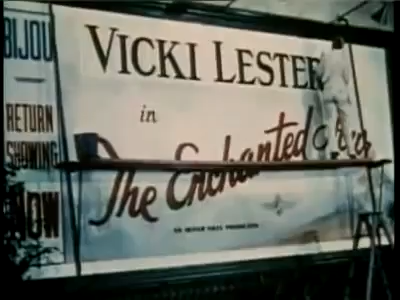 BIJOU
RETURN
SHOWING
NOW
VICKI LESTER
in
The Enchanted